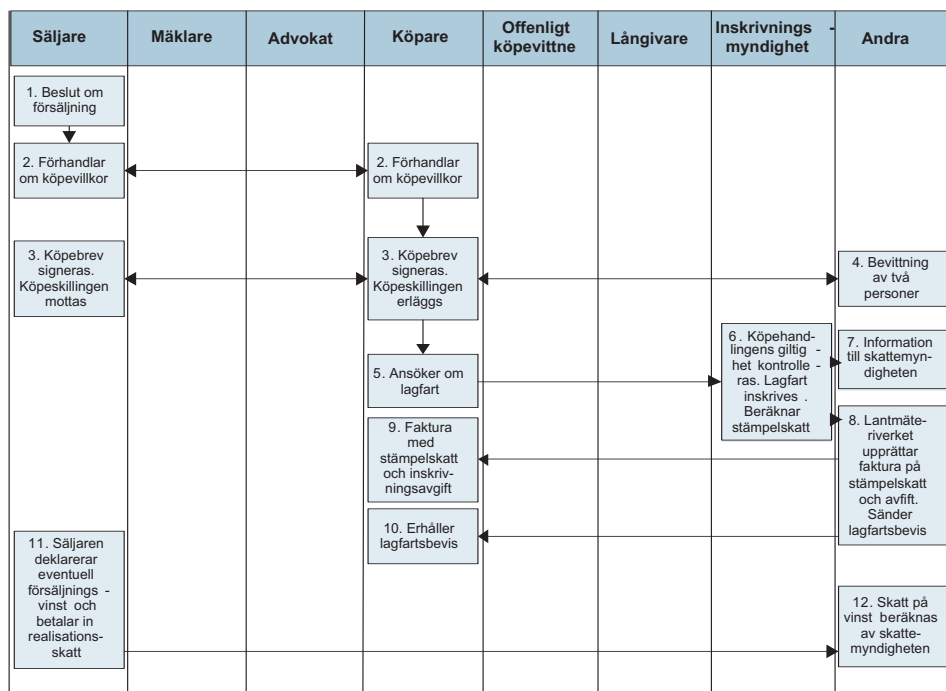 Säljare
Mäklare
Advokat
Köpare
Offentligt
köpevittne
Långivare
Inskrivnings -
myndighet
Andra
1. Beslut om
försäljning
2. Förhandlar
om köpevillkor
2. Förhandlar
om köpevillkor
3. Köpebrev
signeras.
Köpeskillingen
mottas
3. Köpebrev
signeras.
Köpeskillingen
erläggs
4. Bevittning
av två
personer
5. Ansöker om
lagfart
6. Köpehand-
lingens giltig -
het kontrolle -
ras. Lagfart
inskrives .
Beräknar
stämpelskatt
7. Information
till skattemyn-
digheten
8. Lantmäte-
riverket
upprättar
faktura på
stämpelskatt
och avfift.
Sänder
lagfartsbevis
9. Faktura
med
stämpelskatt
och inskriv-
ningsavgift
10. Erhåller
lagfartsbevis
11. Säljaren
deklarerar
eventuell
försäljnings -
vinst och
betalar in
realisations-
skatt
12. Skatt på
vinst beräknas
av skatte-
myndigheten